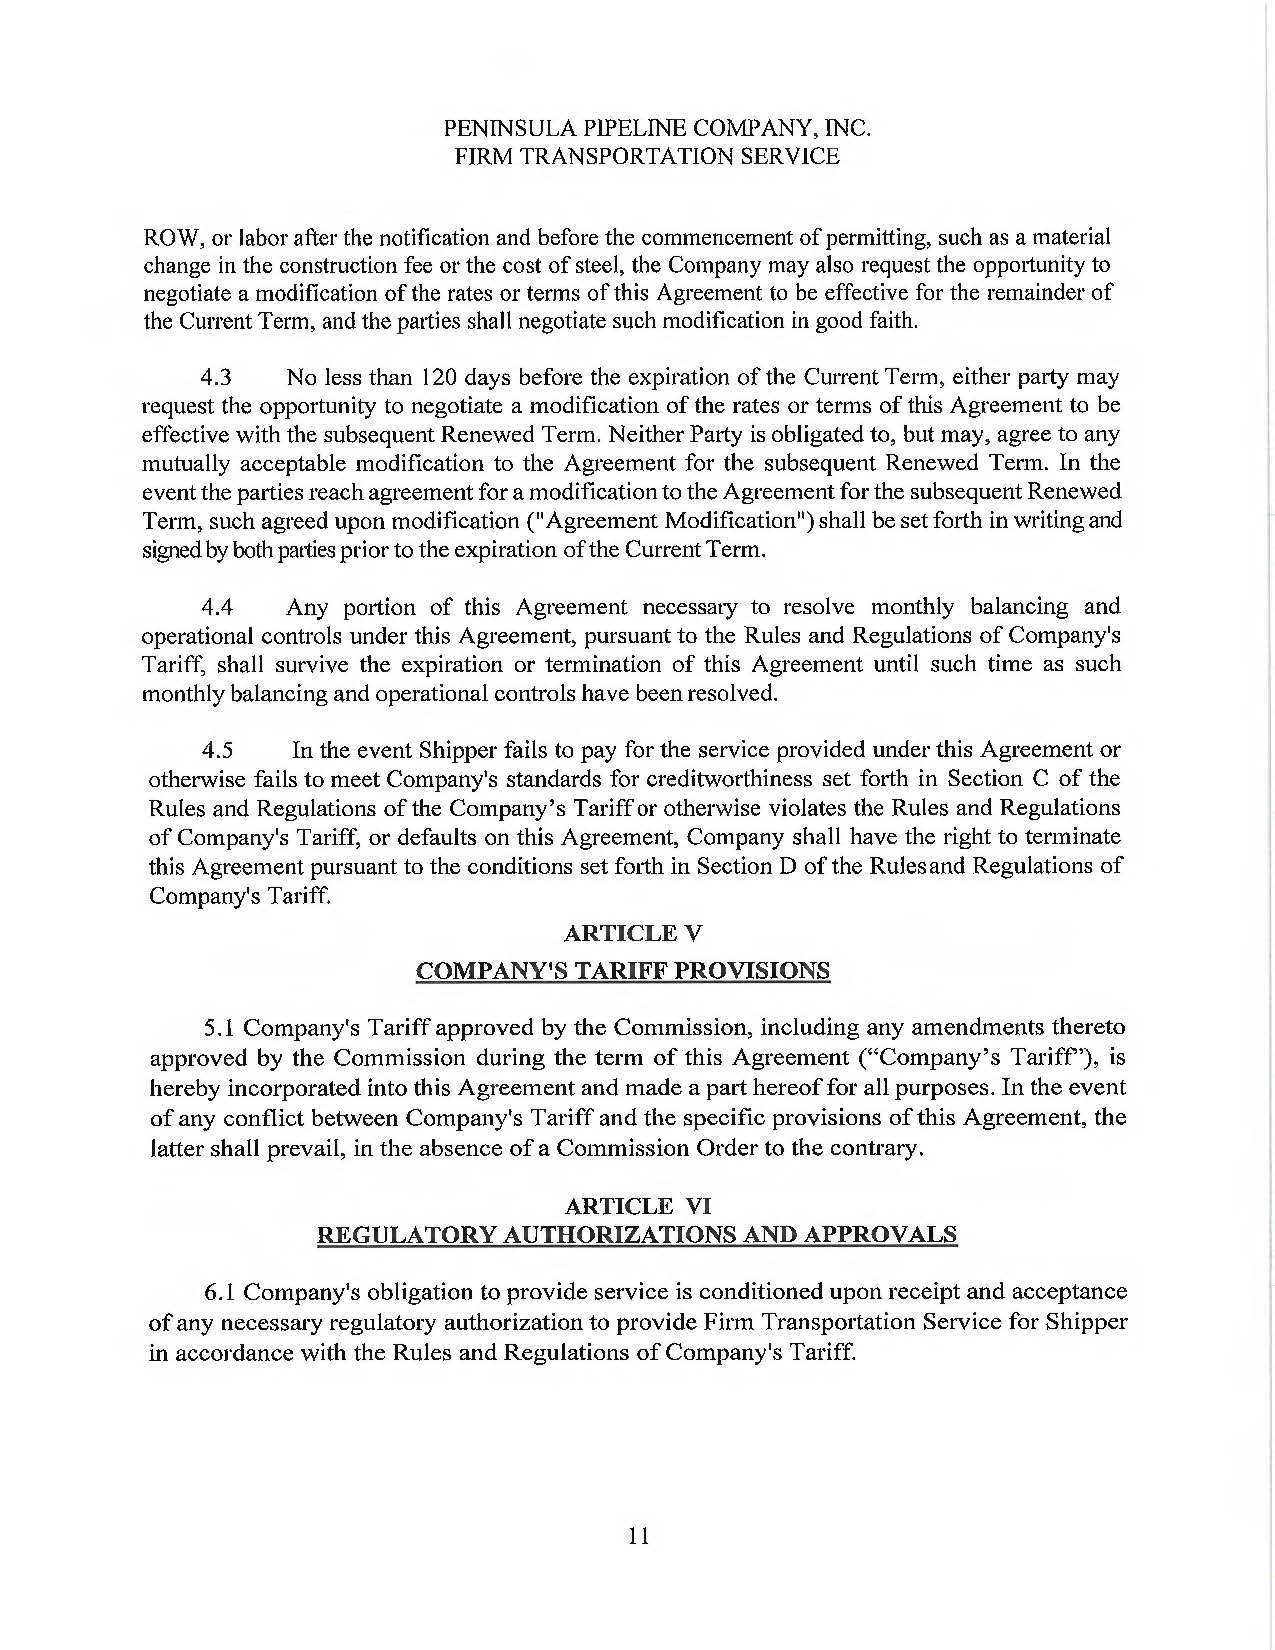 PENINSULA PIPELINE COMPANY, INC.
FIRM TRANSPORTATION SERVICE
ROW, or labor after the notification and before the commencement of permitting, such as a material
change in the construction fee or the cost of steel, the Company may also request the opportunity to
negotiate a modification of the rates or terms of this Agreement to be effective for the remainder of
the Current Term, and the parties shall negotiate such modification in good faith.
4.3 No less than 120 days before the expiration of the Current Term, either party may
request the opportunity to negotiate a modification of the rates or terms of this Agreement to be
effective with the subsequent Renewed Term. Neither Party is obligated to, but may, agree to any
mutually acceptable modification to the Agreement for the subsequent Renewed Term. In the
event the parties reach agreement for a modification to the Agreement for the subsequent Renewed
Term, such agreed upon modification ("Agreement Modification") shall be set forth in writing and
signed by both parties prior to the expiration of the Current Term.
4.4 Any portion of this Agreement necessary to resolve monthly balancing and
operational controls under this Agreement, pursuant to the Rules and Regulations of Company's
Tariff, shall survive the expiration or termination of this Agreement until such time as such
monthly balancing and operational controls have been resolved.
4.5 In the event Shipper fails to pay for the service provided under this Agreement or
otherwise fails to meet Company's standards for creditworthiness set forth in Section C of the
Rules and Regulations of the Company’s Tariff or otherwise violates the Rules and Regulations
of Company's Tariff, or defaults on this Agreement, Company shall have the right to terminate
this Agreement pursuant to the conditions set forth in Section D of the Rulesand Regulations of
Company's Tariff.
ARTICLE V
COMPANY'S TARIFF PROVISIONS
5.1 Company's Tariff approved by the Commission, including any amendments thereto
approved by the Commission during the term of this Agreement (“Company’s Tariff”), is
hereby incorporated into this Agreement and made a part hereof for all purposes. In the event
of any conflict between Company's Tariff and the specific provisions of this Agreement, the
latter shall prevail, in the absence of a Commission Order to the contrary.
ARTICLE VI
REGULATORY AUTHORIZATIONS AND APPROVALS
6.1 Company's obligation to provide service is conditioned upon receipt and acceptance
of any necessary regulatory authorization to provide Firm Transportation Service for Shipper
in accordance with the Rules and Regulations of Company's Tariff.
11